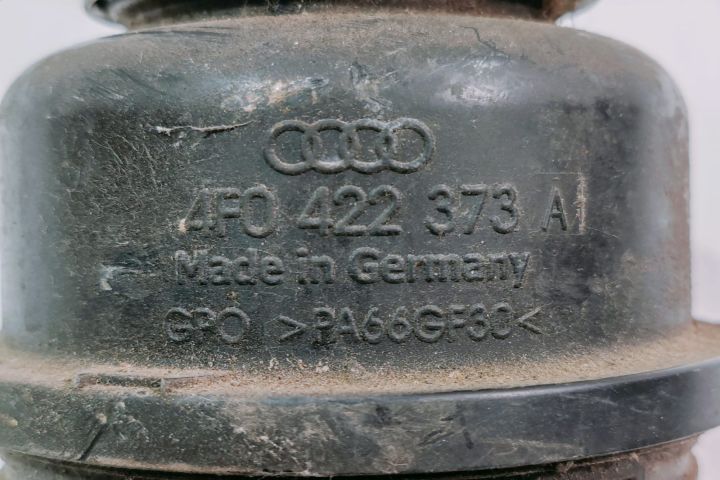 4F0 422 373 A
Made in Germany
GPO >PA66GF30<